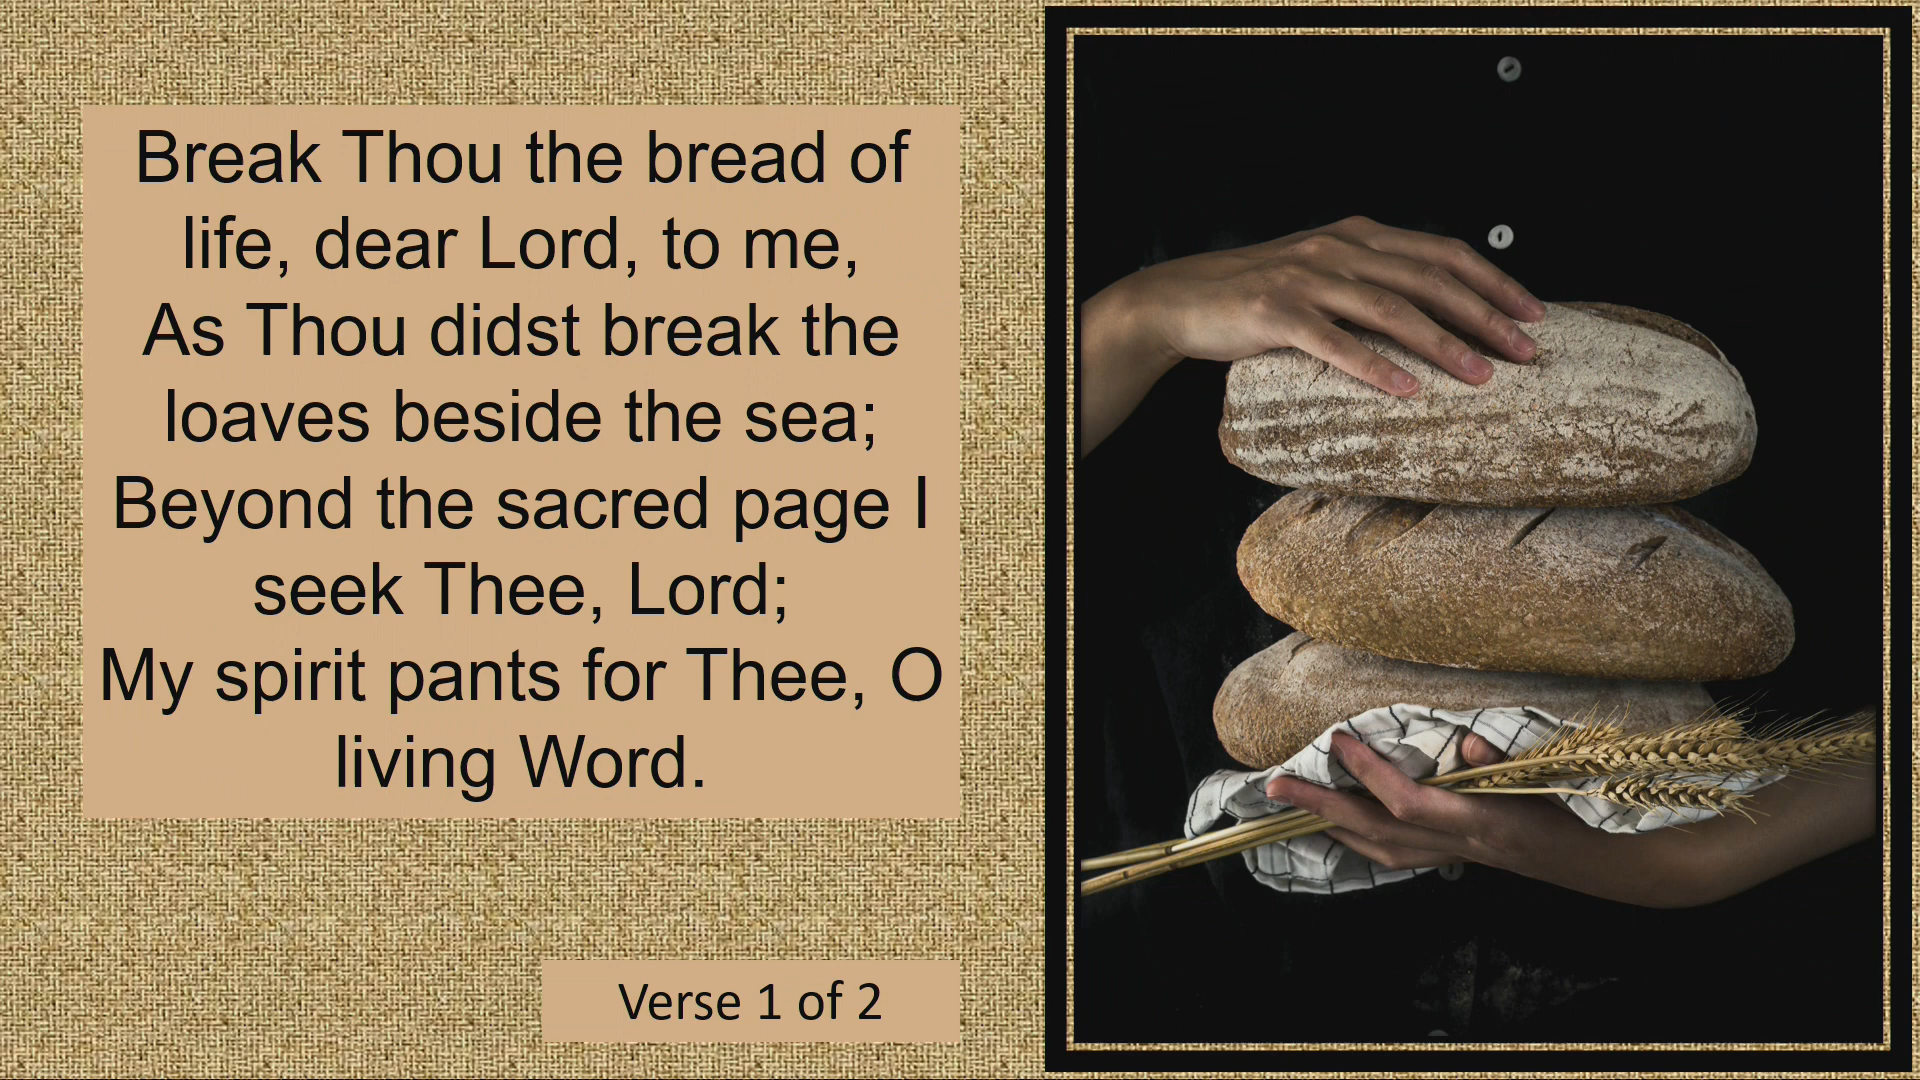 Break Thou the bread of
life, dear Lord, to me,
As Thou didst break the
loaves beside the sea;
Beyond the sacred page I
seek Thee, Lord;
My spirit pants for Thee, O
living Word.
Verse 1 of 2